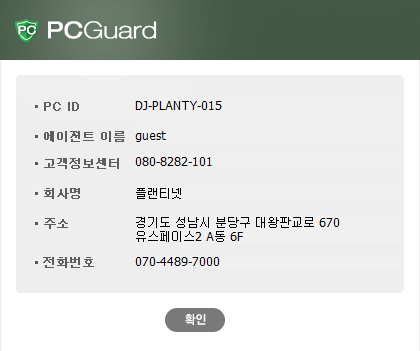 PC PCGuard
· PC ID DJ-PLANTY-015
· 에이젼트 이름 guest
· 고객정보센터 080-8282-101
· 회사명 플랜티넷
· 주소 경기도 성남시 분당구 대왕판교로 670
유스페이스2 A동 6F
· 전화번호 070-4489-7000
확인